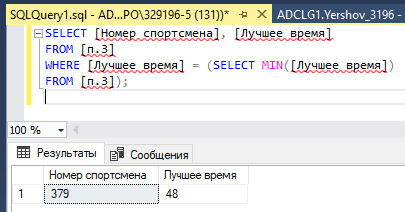 SQLQuery1.sql - AD...PO\329196-5 (131))*
ADCLG1.Yershov_3196 -
SELECT [Номер спортсмена], [Лучшее время]
FROM [п.3]
WHERE [Лучшее время] = (SELECT MIN([Лучшее время])
FROM [п.3]);
100 %
Результаты Сообщения
Номер спортсмена Лучшее время
1 379 48